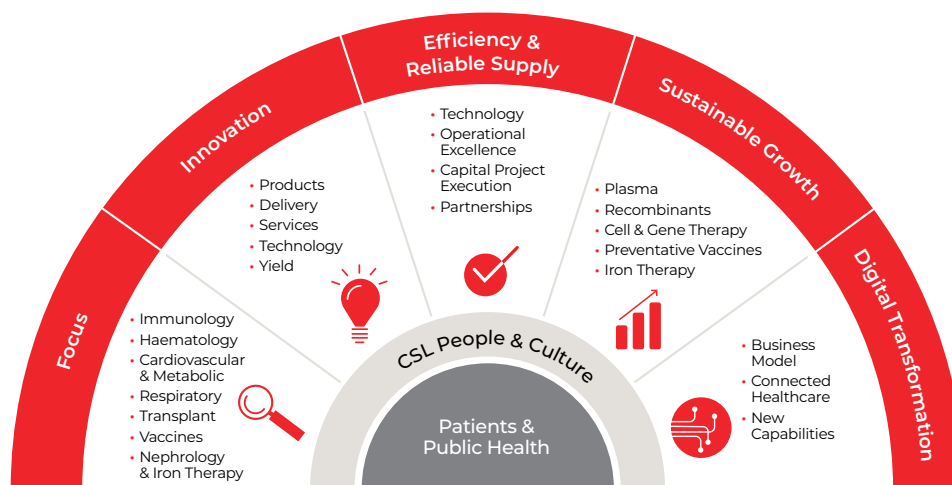 Focus
• Immunology
• Haematology
• Cardiovascular
& Metabolic
• Respiratory
• Transplant
• Vaccines
• Nephrology
& Iron Therapy
Innovation
• Products
• Delivery
• Services
• Technology
• Yield
Efficiency &
Reliable Supply
• Technology
• Operational
Excellence
• Capital Project
Execution
• Partnerships
Sustainable Growth
• Plasma
• Recombinants
• Cell & Gene Therapy
• Preventative Vaccines
• Iron Therapy
Digital Transformation
• Business
Model
• Connected
Healthcare
• New
Capabilities
CSL People & Culture
Patients &
Public Health